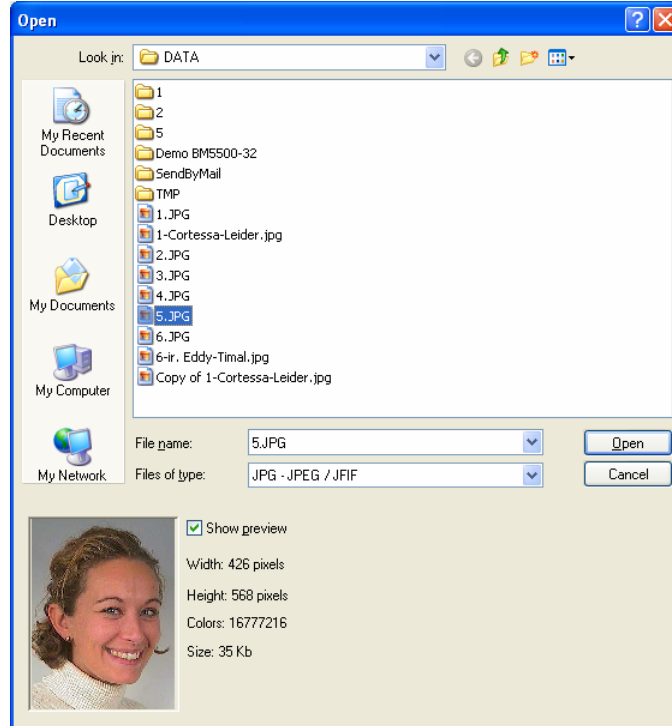 Open
Look in: DATA
My Recent
Documents
Desktop
My Documents
My Computer
My Network
1
2
5
Demo BM5500-32
SendByMail
TMP
1.JPG
1-Cortessa-Leider.jpg
2.JPG
3.JPG
4.JPG
5.JPG
6.JPG
6-ir. Eddy-Timal.jpg
Copy of 1-Cortessa-Leider.jpg
File name: 5.JPG Open
Files of type: JPG - JPEG / JFIF Cancel
Show preview
Width: 426 pixels
Height: 568 pixels
Colors: 16777216
Size: 35 Kb